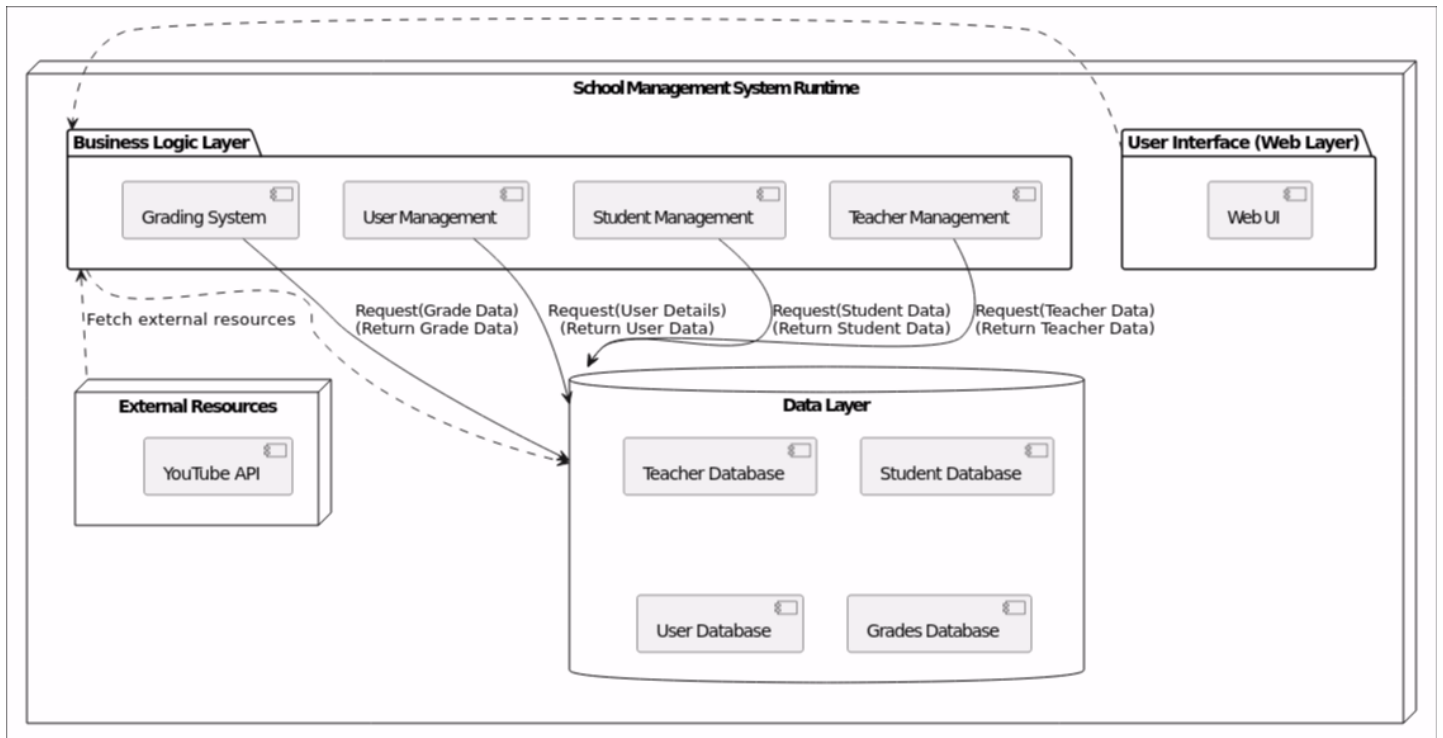 School Management System Runtime
Business Logic Layer
User Interface (Web Layer)
Grading System
User Management
Student Management
Teacher Management
Web UI
Fetch external resources
Request(Grade Data)
(Return Grade Data)
Request(User Details)
(Return User Data)
Request(Student Data)
(Return Student Data)
Request(Teacher Data)
(Return Teacher Data)
External Resources
YouTube API
Data Layer
Teacher Database
Student Database
User Database
Grades Database